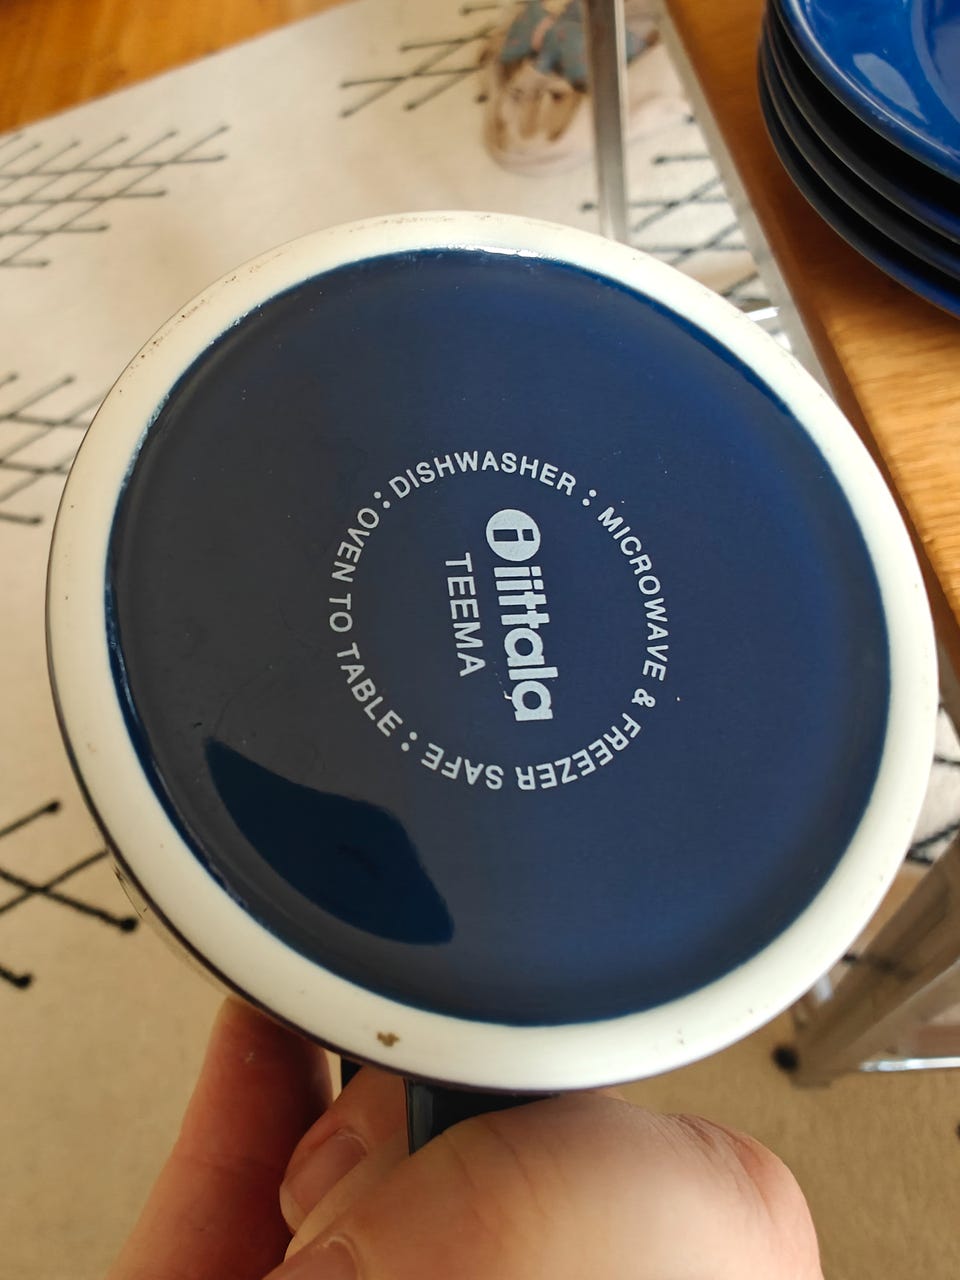 iittala
TEEMA
OVEN TO TABLE : DISHWASHER : MICROWAVE & FREEZER SAFE :